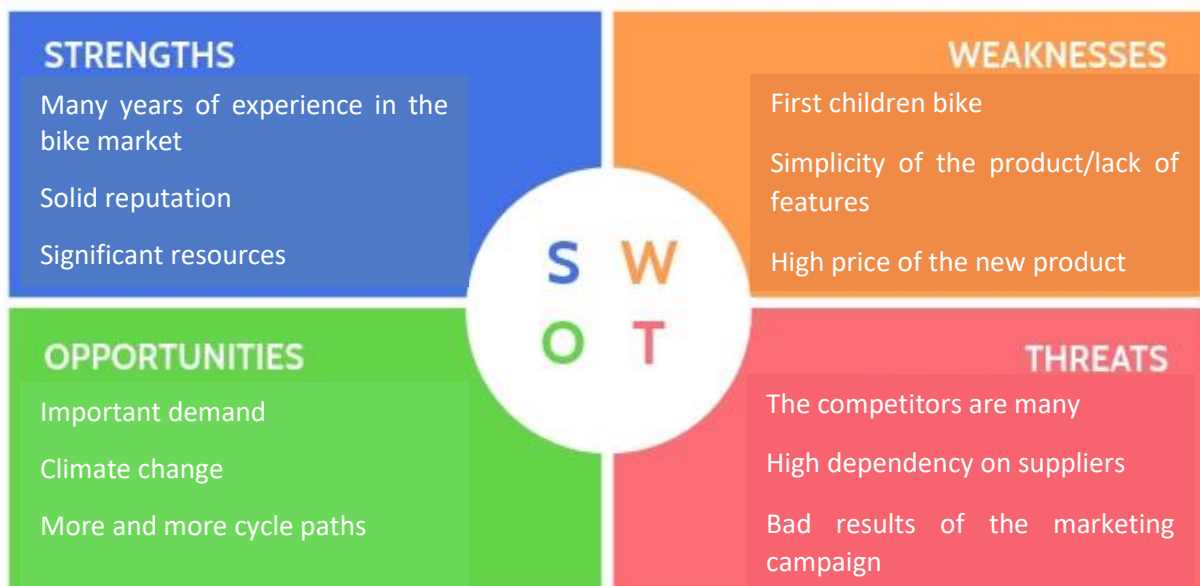 STRENGTHS
Many years of experience in the
bike market
Solid reputation
Significant resources
WEAKNESSES
First children bike
Simplicity of the product/lack of
features
High price of the new product
S W
O T
OPPORTUNITIES
Important demand
Climate change
More and more cycle paths
THREATS
The competitors are many
High dependency on suppliers
Bad results of the marketing
campaign